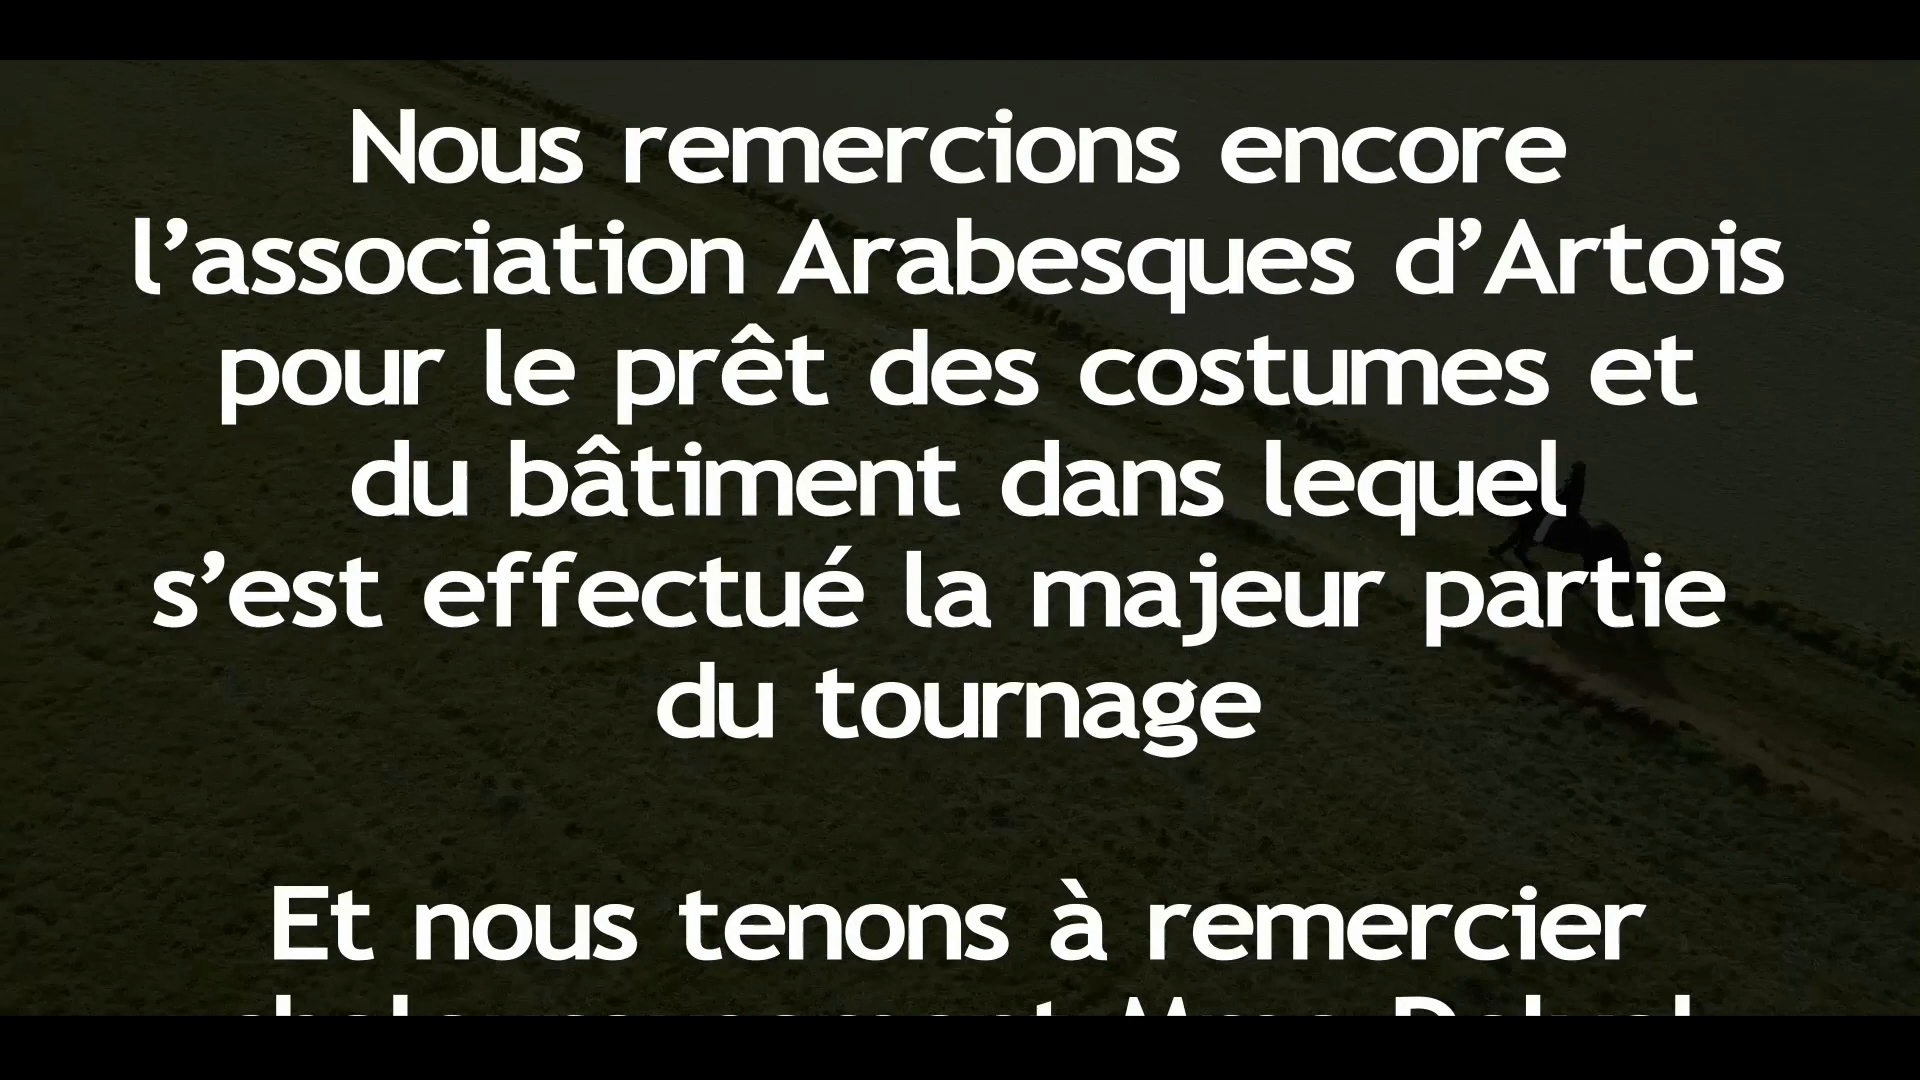 Nous remercions encore
l’association Arabesques d’Artois
pour le prêt des costumes et
du bâtiment dans lequel
s’est effectué la majeur partie
du tournage
Et nous tenons à remercier